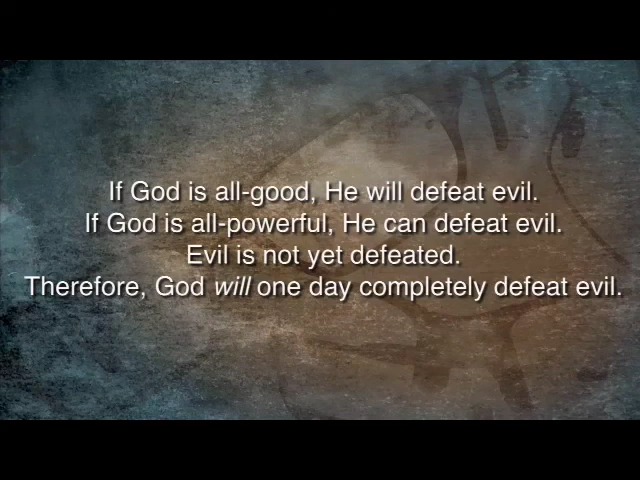 If God is all-good, He will defeat evil.
If God is all-powerful, He can defeat evil.
Evil is not yet defeated.
Therefore, God will one day completely defeat evil.